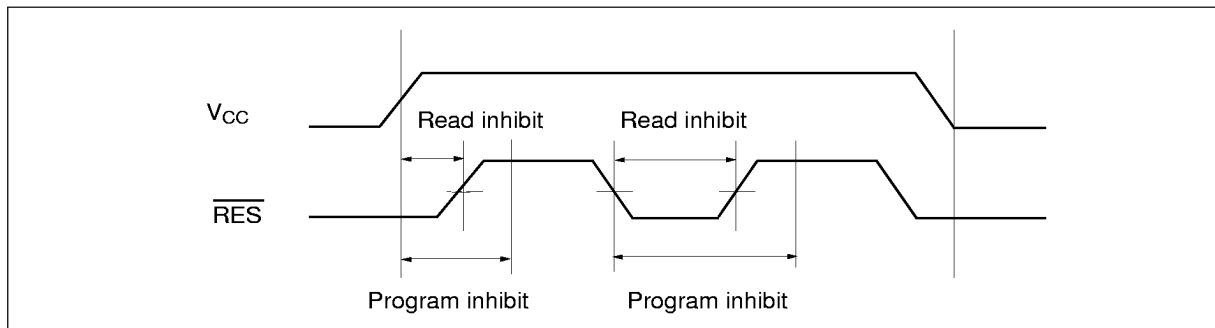 VCC
Read inhibit Read inhibit
RES
Program inhibit Program inhibit